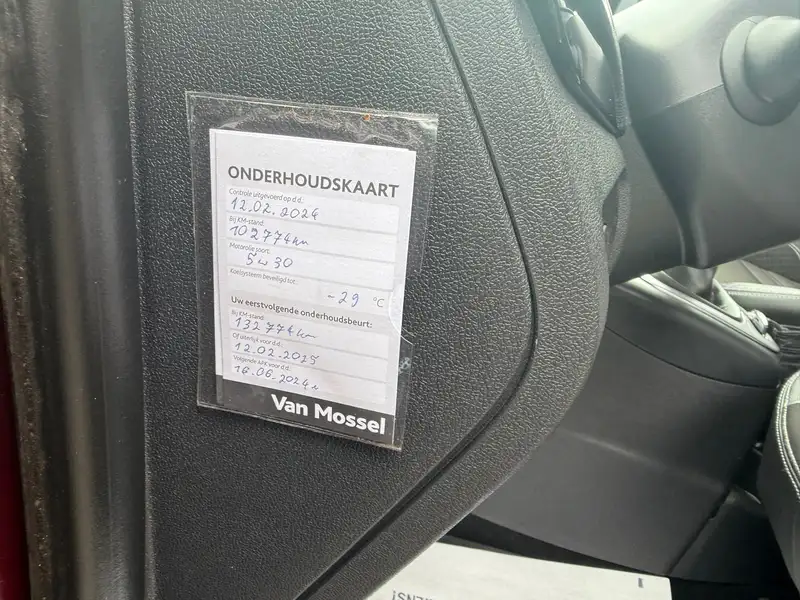 ONDERHOUDSKAART
Controle uitgevoerd op d.d.:
12.02.2024
Bij KM-stand:
102774km
Motorolie soort:
5w30
Koelsysteem beveiligd tot:
-29 °C
Uw eerstvolgende onderhoudsbeurt:
Bij KM-stand:
132774km
Of uiterlijk voor d.d.:
12.02.2025
Volgende APK voor d.d.:
16.06.2024
Van Mossel